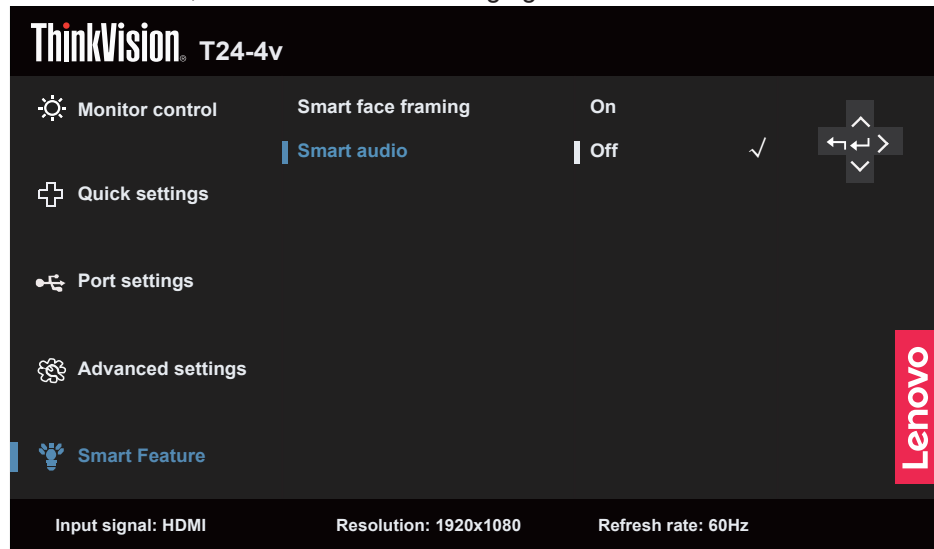 ThinkVision® T24-4v
Monitor control
Smart face framing
On
Smart audio
Off
√
Quick settings
Port settings
Advanced settings
Smart Feature
Lenovo
Input signal: HDMI
Resolution: 1920x1080
Refresh rate: 60Hz